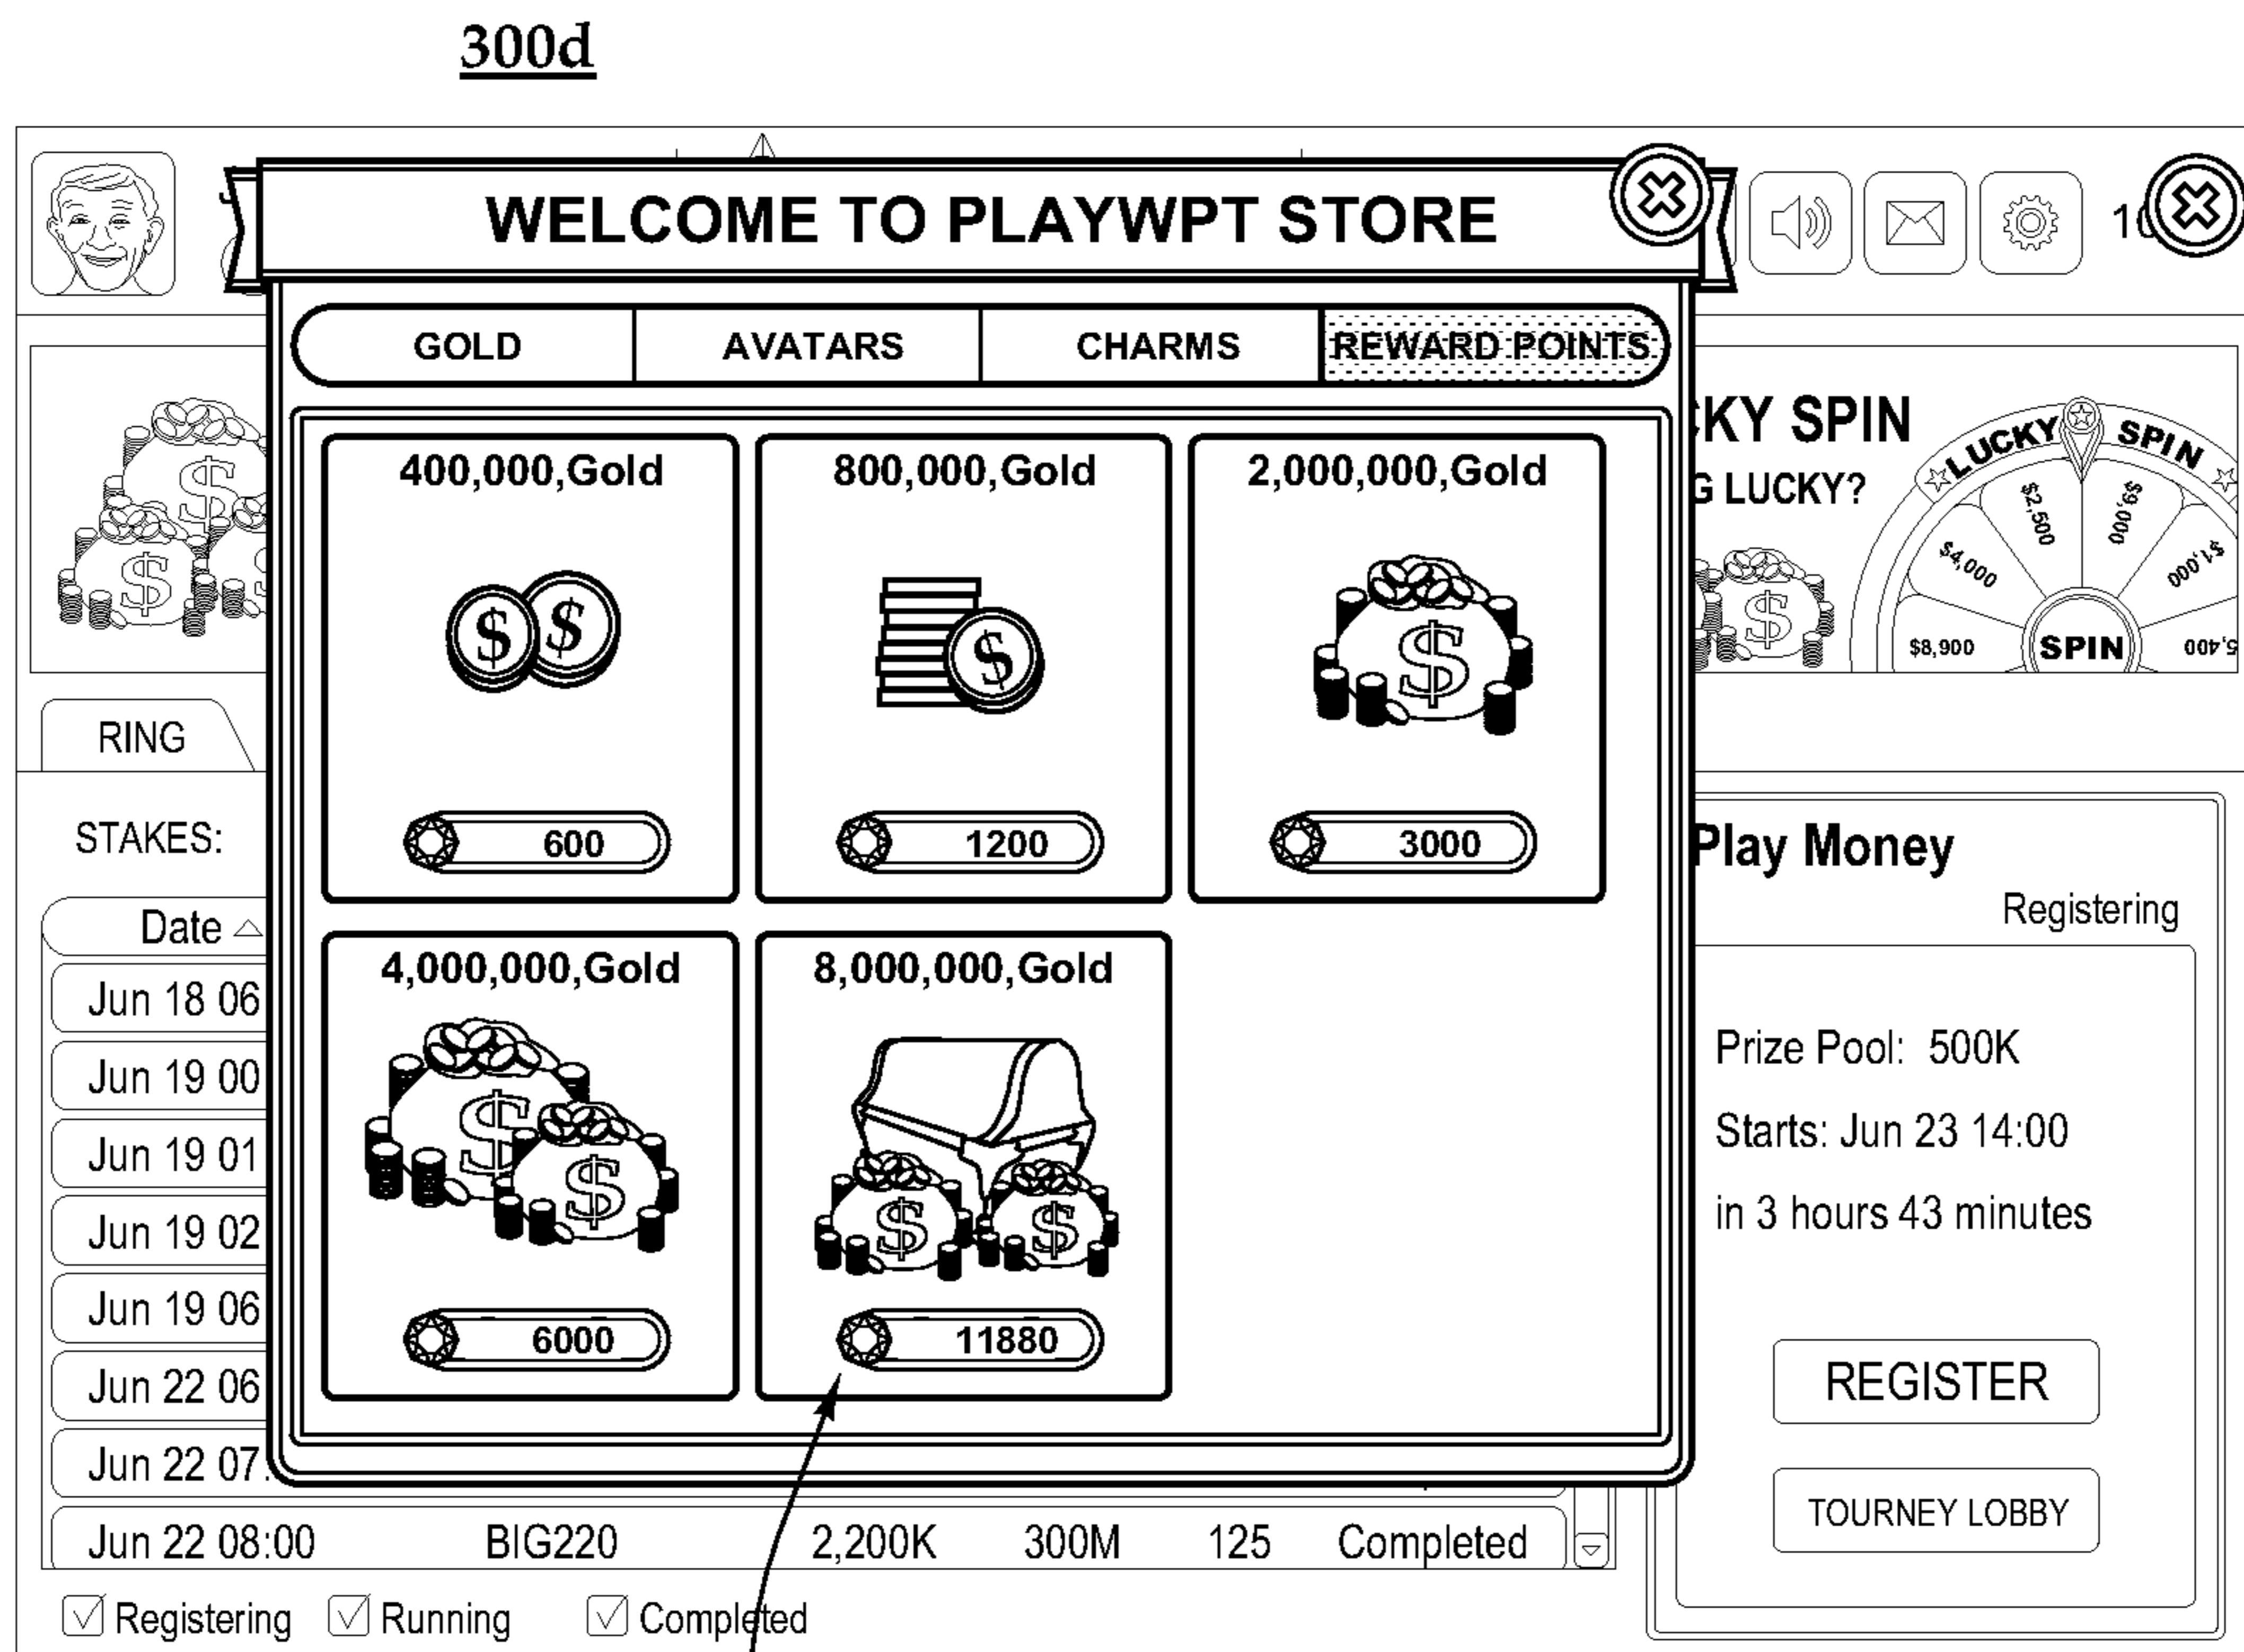 300d
WELCOME TO PLAYWPT STORE
GOLD AVATARS CHARMS REWARD POINTS
400,000,Gold 800,000,Gold 2,000,000,Gold
$ $ $ $
600 1200 3000
4,000,000,Gold 8,000,000,Gold
$ $ $ $
6000 11880
$ $
KY SPIN
LUCKY?
$
LUCKY SPIN
$8,900 $4,000 $2,500 $9,000 $1,000 5,400
SPIN
RING
STAKES:
Date
Jun 18 06
Jun 19 00
Jun 19 01
Jun 19 02
Jun 19 06
Jun 22 06
Jun 22 07
Jun 22 08:00 BIG220 2,200K 300M 125 Completed
Registering Running Completed
Play Money
Registering
Prize Pool: 500K
Starts: Jun 23 14:00
in 3 hours 43 minutes
REGISTER
TOURNEY LOBBY